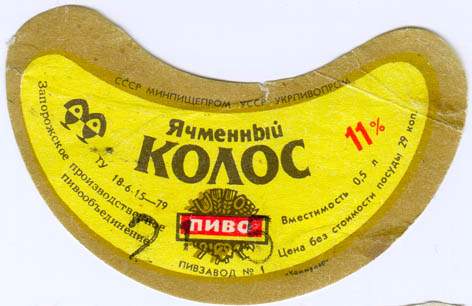 СССР МИНПИЩЕПРОМ УССР УКРПИВОПРОМ
Ячменный
КОЛОС
11%
Запорожское производственное
пивообъединение
ТУ 18-6-15-79
ПИВО
Вместимость 0,5 л
Цена без стоимости посуды 29 коп.
ПИВЗАВОД № 1